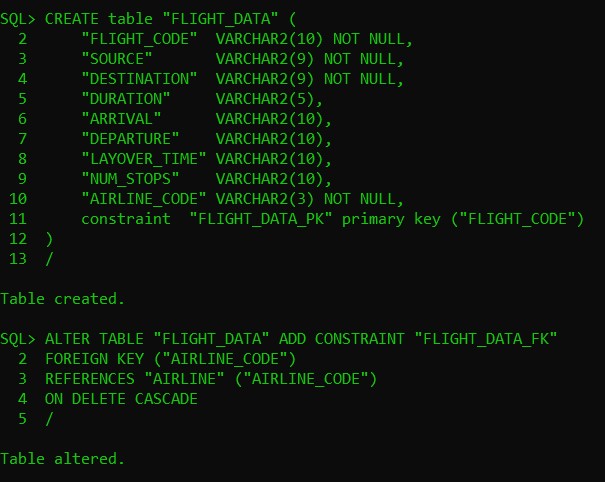 SQL> CREATE table "FLIGHT_DATA" (
  2      "FLIGHT_CODE"  VARCHAR2(10) NOT NULL,
  3      "SOURCE"       VARCHAR2(9) NOT NULL,
  4      "DESTINATION"  VARCHAR2(9) NOT NULL,
  5      "DURATION"     VARCHAR2(5),
  6      "ARRIVAL"      VARCHAR2(10),
  7      "DEPARTURE"    VARCHAR2(10),
  8      "LAYOVER_TIME" VARCHAR2(10),
  9      "NUM_STOPS"    VARCHAR2(10),
 10      "AIRLINE_CODE" VARCHAR2(3) NOT NULL,
 11      constraint  "FLIGHT_DATA_PK" primary key ("FLIGHT_CODE")
 12  )
 13  /
Table created.
SQL> ALTER TABLE "FLIGHT_DATA" ADD CONSTRAINT "FLIGHT_DATA_FK"
  2  FOREIGN KEY ("AIRLINE_CODE")
  3  REFERENCES "AIRLINE" ("AIRLINE_CODE")
  4  ON DELETE CASCADE
  5  /
Table altered.